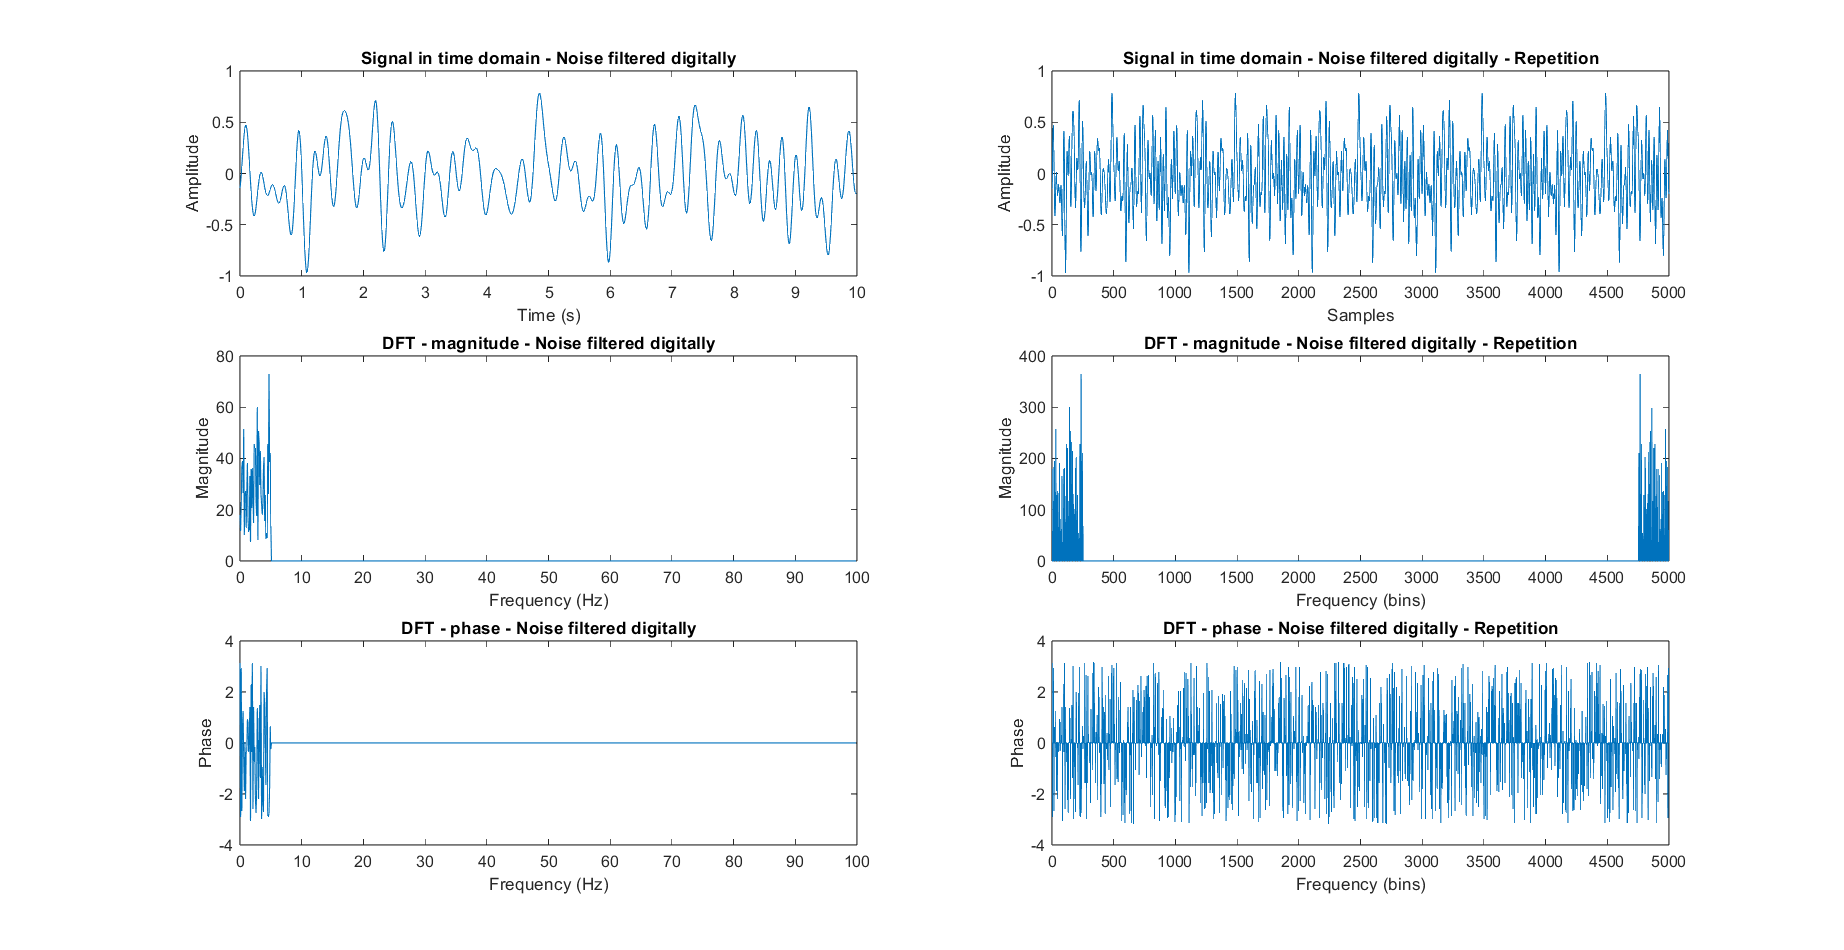 Signal in time domain - Noise filtered digitally
1
0.5
0
-0.5
-1
Amplitude
0 1 2 3 4 5 6 7 8 9 10
Time (s)
Signal in time domain - Noise filtered digitally - Repetition
1
0.5
0
-0.5
-1
Amplitude
0 500 1000 1500 2000 2500 3000 3500 4000 4500 5000
Samples
DFT - magnitude - Noise filtered digitally
80
60
40
20
0
Magnitude
0 10 20 30 40 50 60 70 80 90 100
Frequency (Hz)
DFT - magnitude - Noise filtered digitally - Repetition
400
300
200
100
0
Magnitude
0 500 1000 1500 2000 2500 3000 3500 4000 4500 5000
Frequency (bins)
DFT - phase - Noise filtered digitally
4
2
0
-2
-4
Phase
0 10 20 30 40 50 60 70 80 90 100
Frequency (Hz)
DFT - phase - Noise filtered digitally - Repetition
4
2
0
-2
-4
Phase
0 500 1000 1500 2000 2500 3000 3500 4000 4500 5000
Frequency (bins)